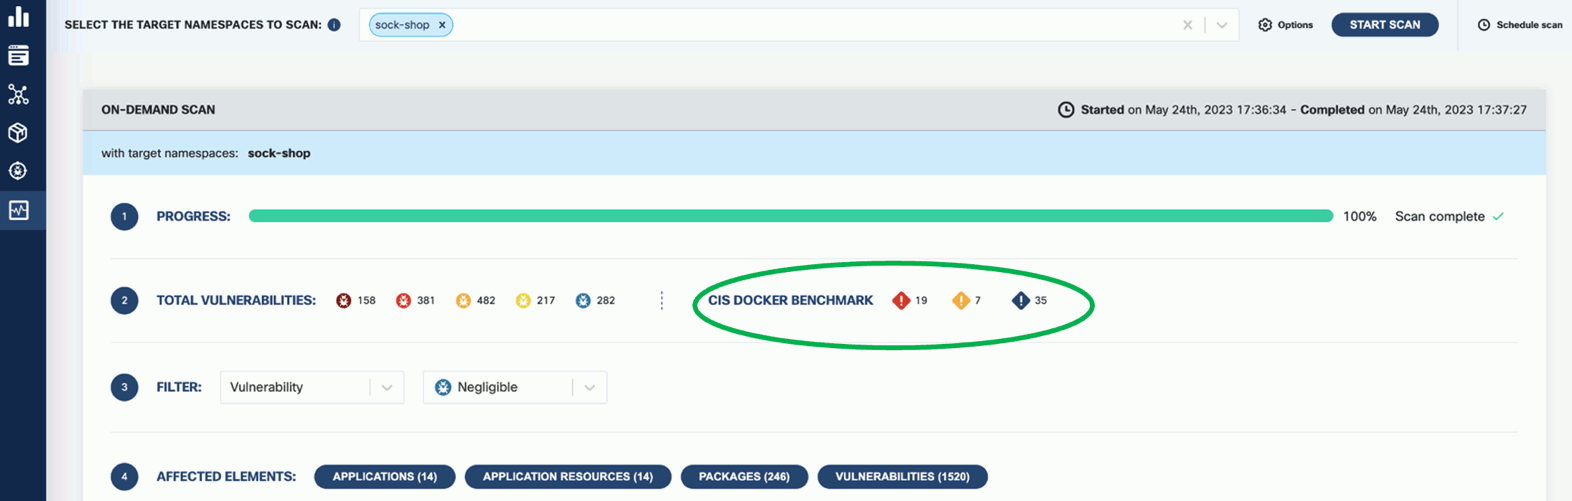 SELECT THE TARGET NAMESPACES TO SCAN: i sock-shop × Options START SCAN Schedule scan
ON-DEMAND SCAN Started on May 24th, 2023 17:36:34 - Completed on May 24th, 2023 17:37:27
with target namespaces: sock-shop
1 PROGRESS: 100% Scan complete
2 TOTAL VULNERABILITIES: 158 381 482 217 282 CIS DOCKER BENCHMARK 19 7 35
3 FILTER: Vulnerability Negligible
4 AFFECTED ELEMENTS: APPLICATIONS (14) APPLICATION RESOURCES (14) PACKAGES (246) VULNERABILITIES (1520)